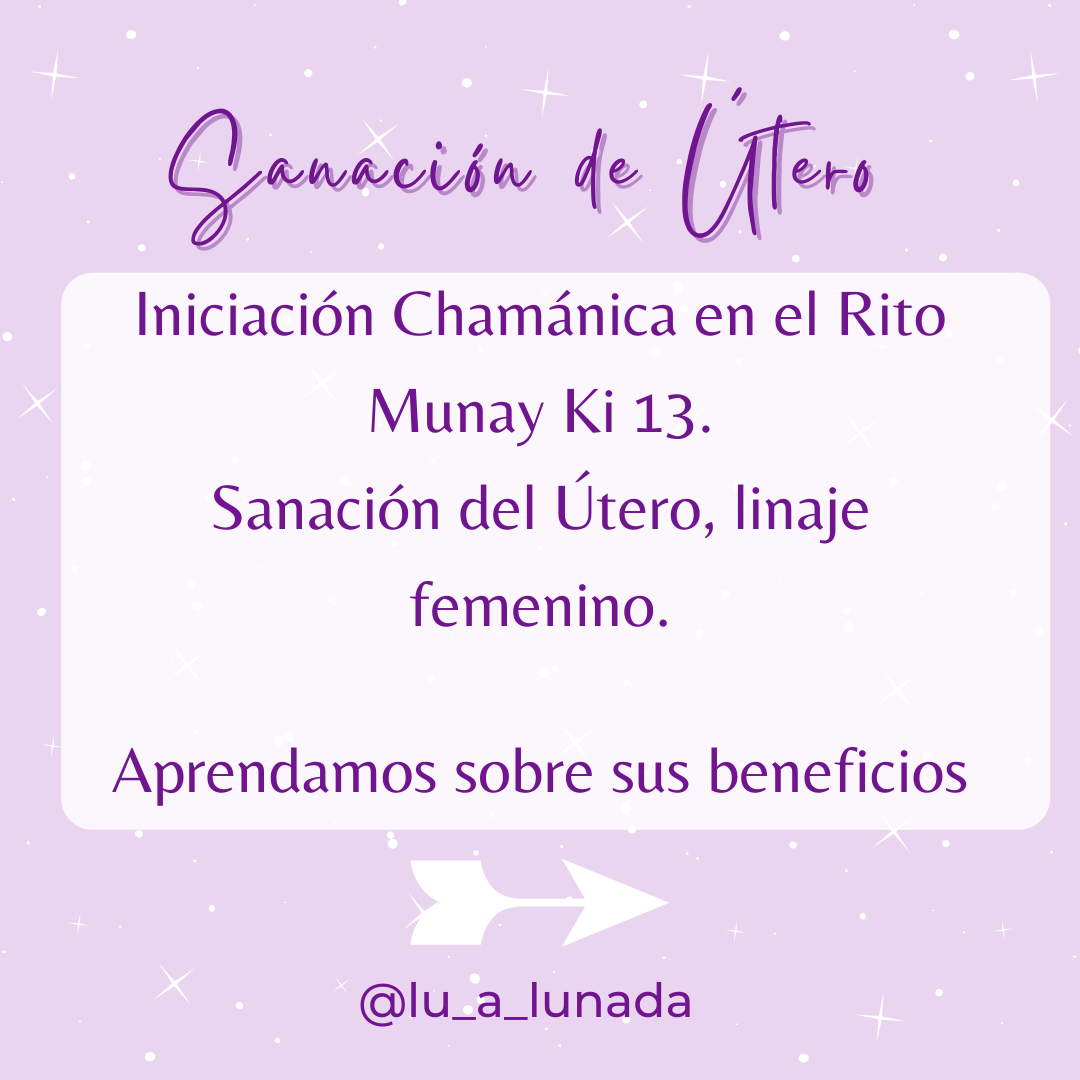 Sanación de Útero
Iniciación Chamánica en el Rito
Munay Ki 13.
Sanación del Útero, linaje
femenino.
Aprendamos sobre sus beneficios
@lu_a_lunada